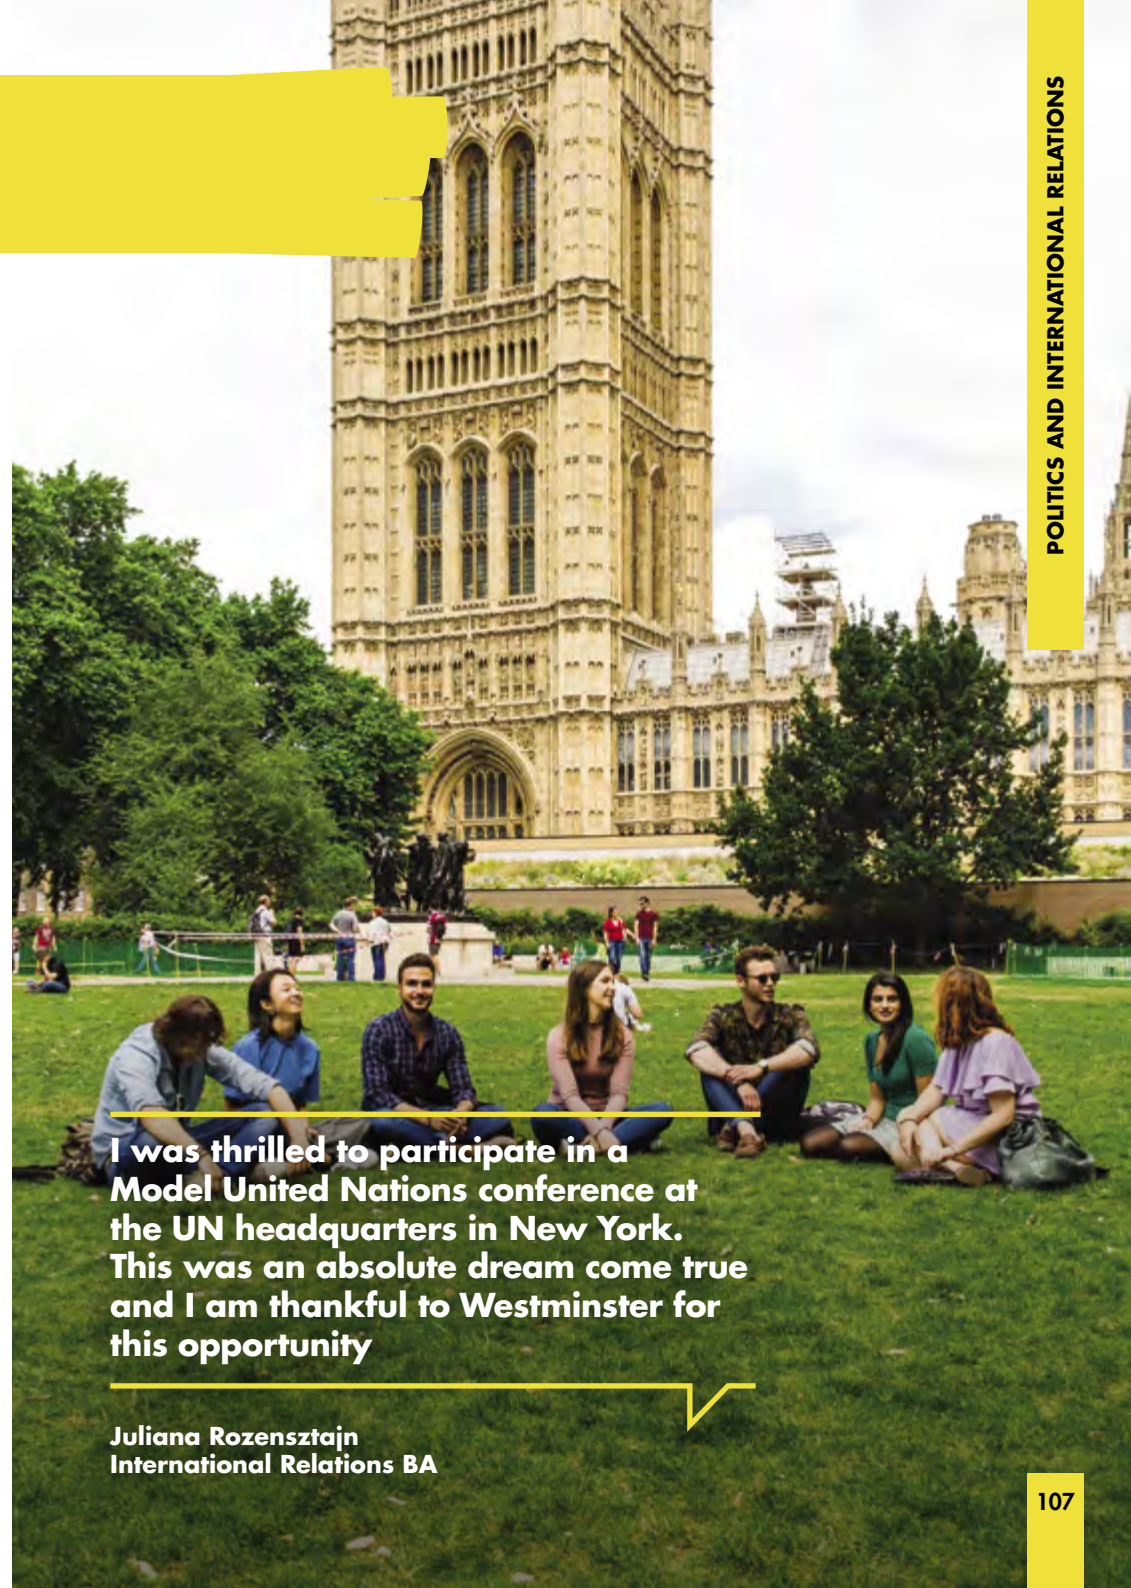 POLITICS AND INTERNATIONAL RELATIONS
I was thrilled to participate in a
Model United Nations conference at
the UN headquarters in New York.
This was an absolute dream come true
and I am thankful to Westminster for
this opportunity
Juliana Rozensztajn
International Relations BA
107